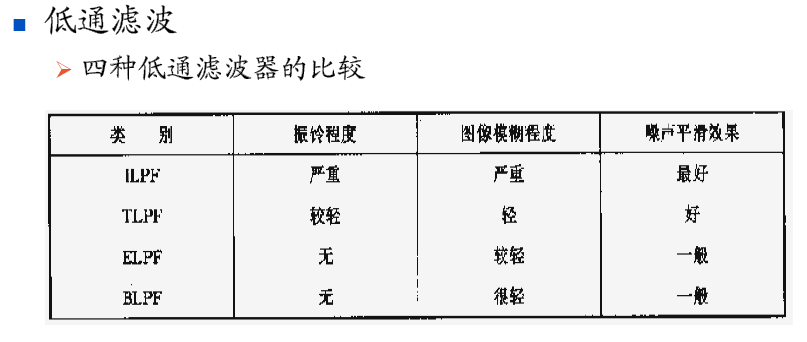 低通滤波
四种低通滤波器的比较
类 别 振铃程度 图像模糊程度 噪声平滑效果
ILPF 严重 严重 最好
TLPF 较轻 轻 好
ELPF 无 较轻 一般
BLPF 无 很轻 一般